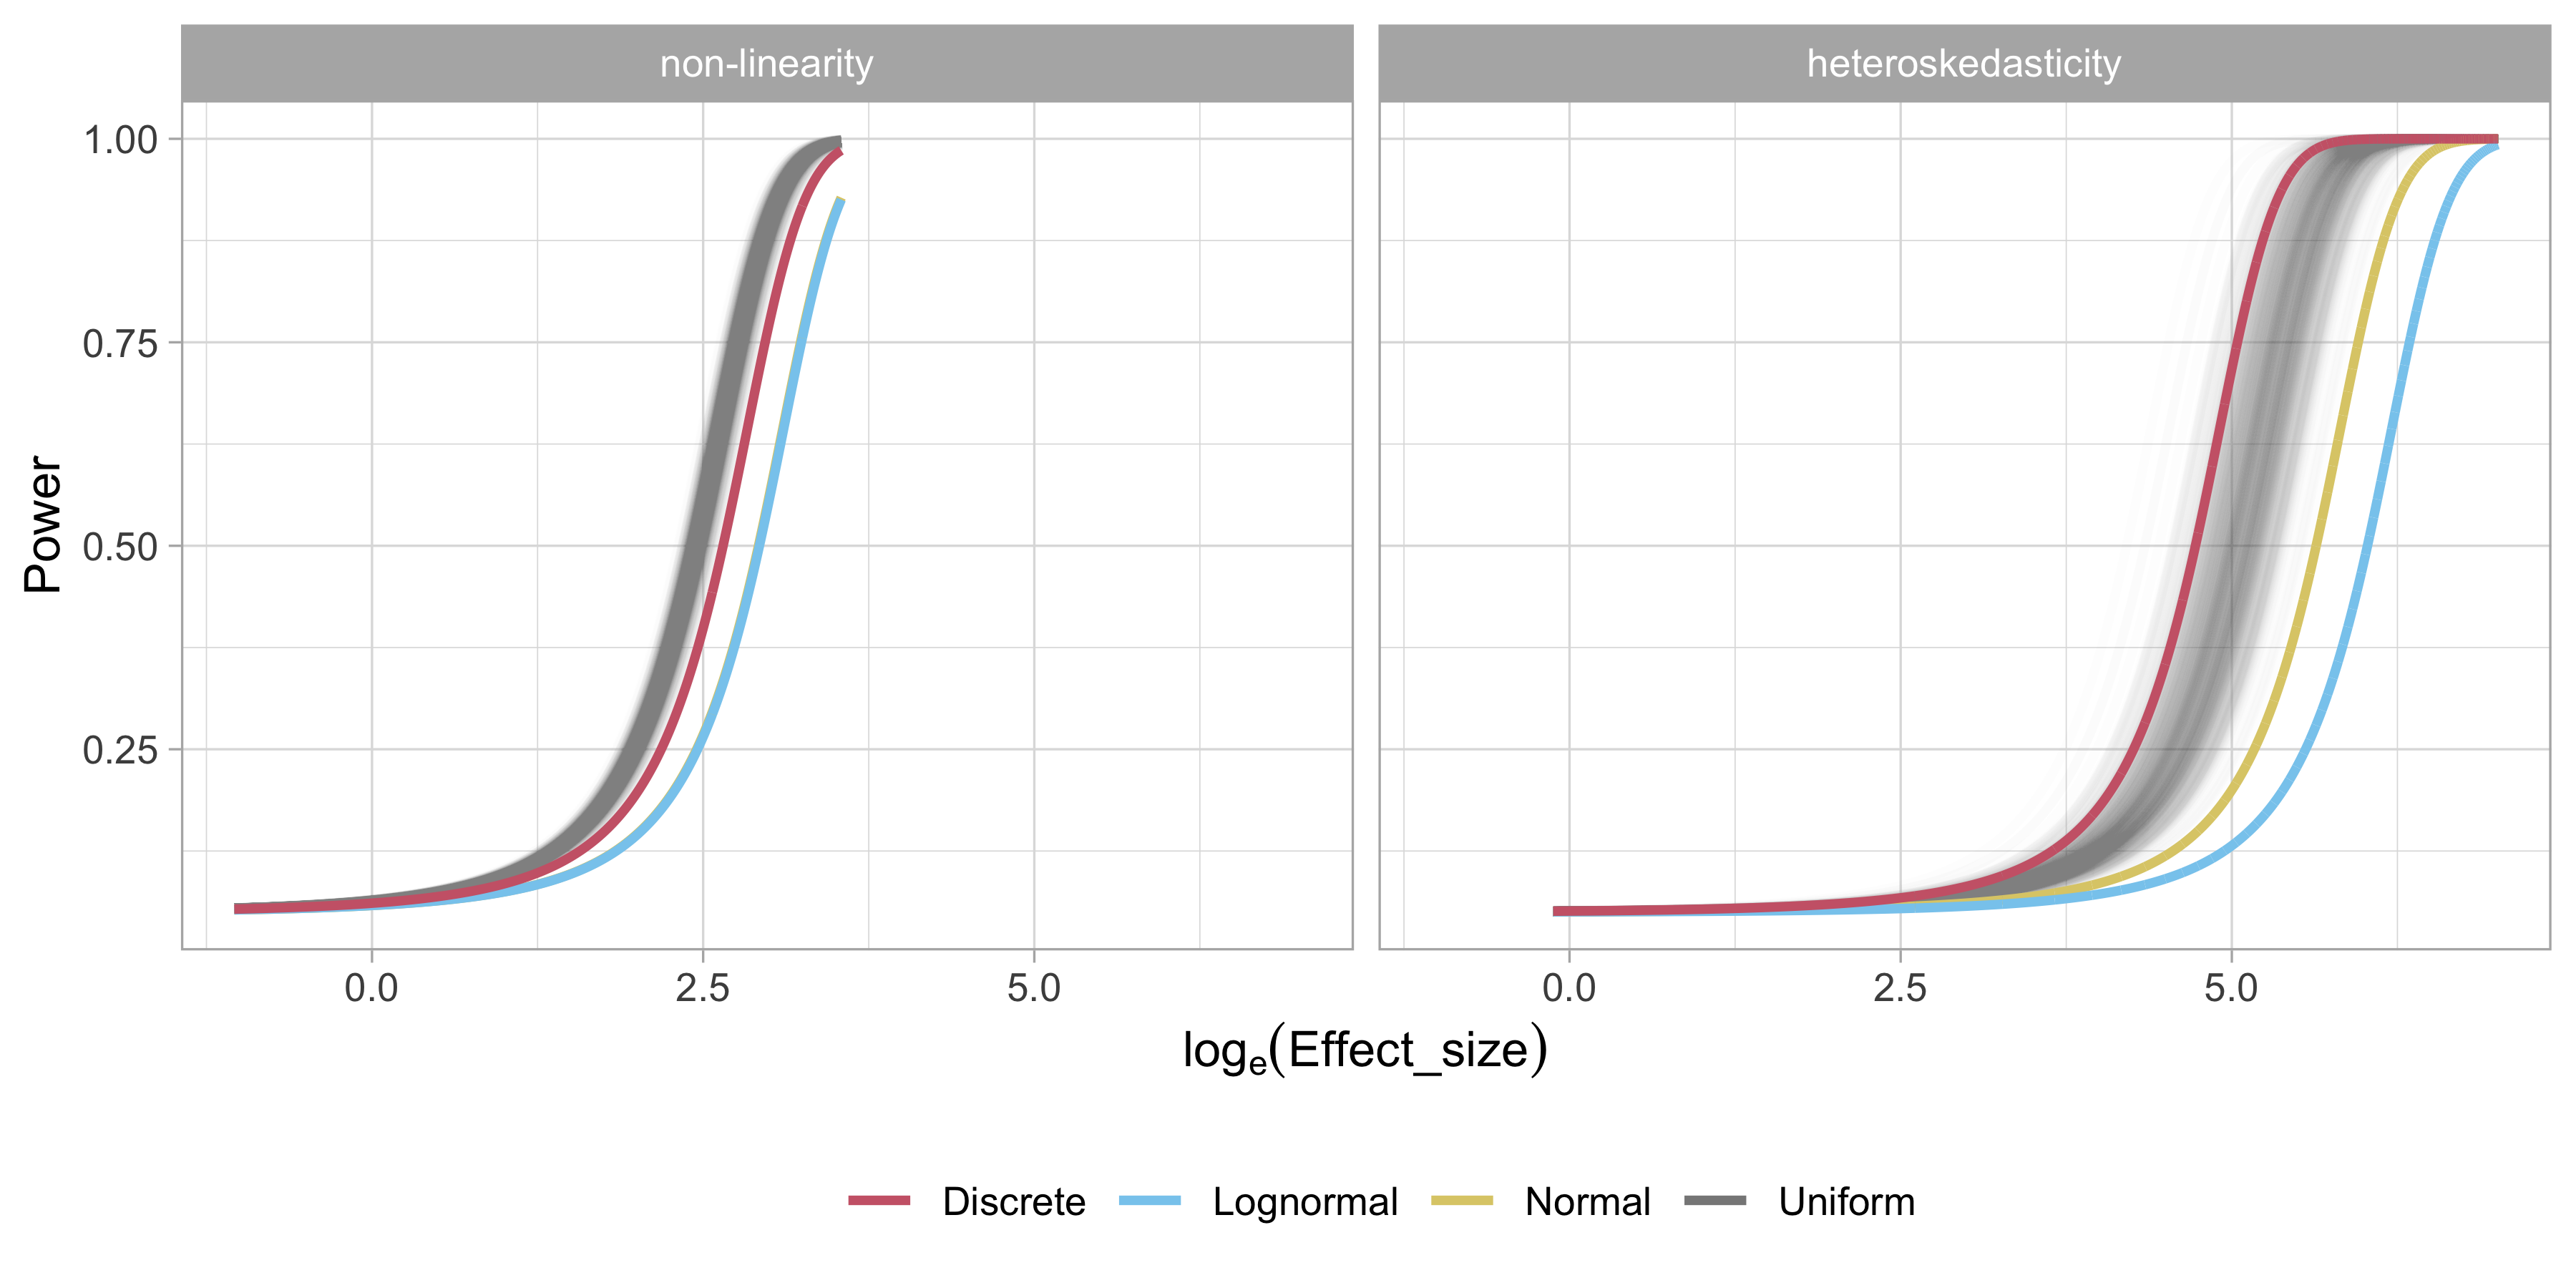 non-linearity
heteroskedasticity
1.00
0.75
0.50
0.25
Power
0.0 2.5 5.0
0.0 2.5 5.0
logₑ(Effect_size)
Discrete Lognormal Normal Uniform